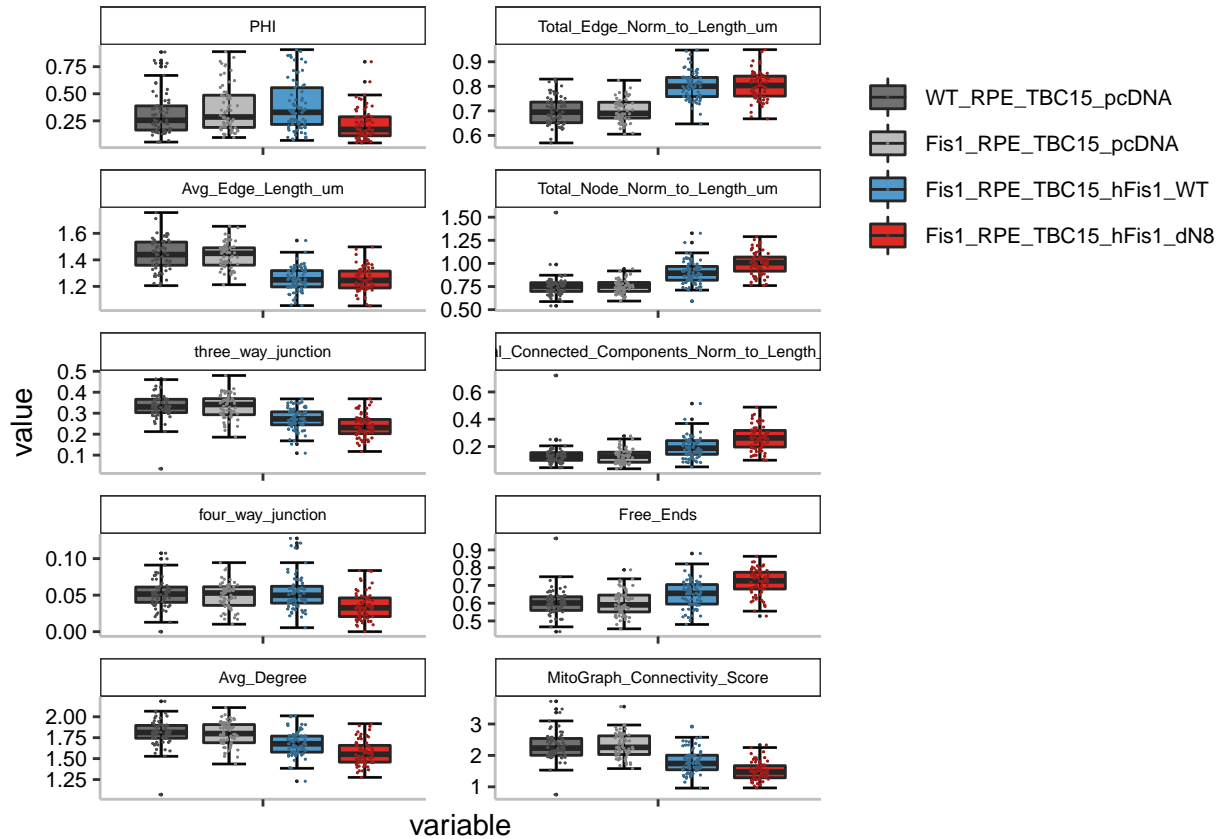 PHI
0.75
0.50
0.25
Total_Edge_Norm_to_Length_um
0.9
0.8
0.7
0.6
Avg_Edge_Length_um
1.6
1.4
1.2
Total_Node_Norm_to_Length_um
1.50
1.25
1.00
0.75
0.50
three_way_junction
0.5
0.4
0.3
0.2
0.1
al_Connected_Components_Norm_to_Length_
0.6
0.4
0.2
four_way_junction
0.10
0.05
0.00
Free_Ends
0.9
0.8
0.7
0.6
0.5
Avg_Degree
2.00
1.75
1.50
1.25
MitoGraph_Connectivity_Score
3
2
1
value
variable
WT_RPE_TBC15_pcDNA
Fis1_RPE_TBC15_pcDNA
Fis1_RPE_TBC15_hFis1_WT
Fis1_RPE_TBC15_hFis1_dN8